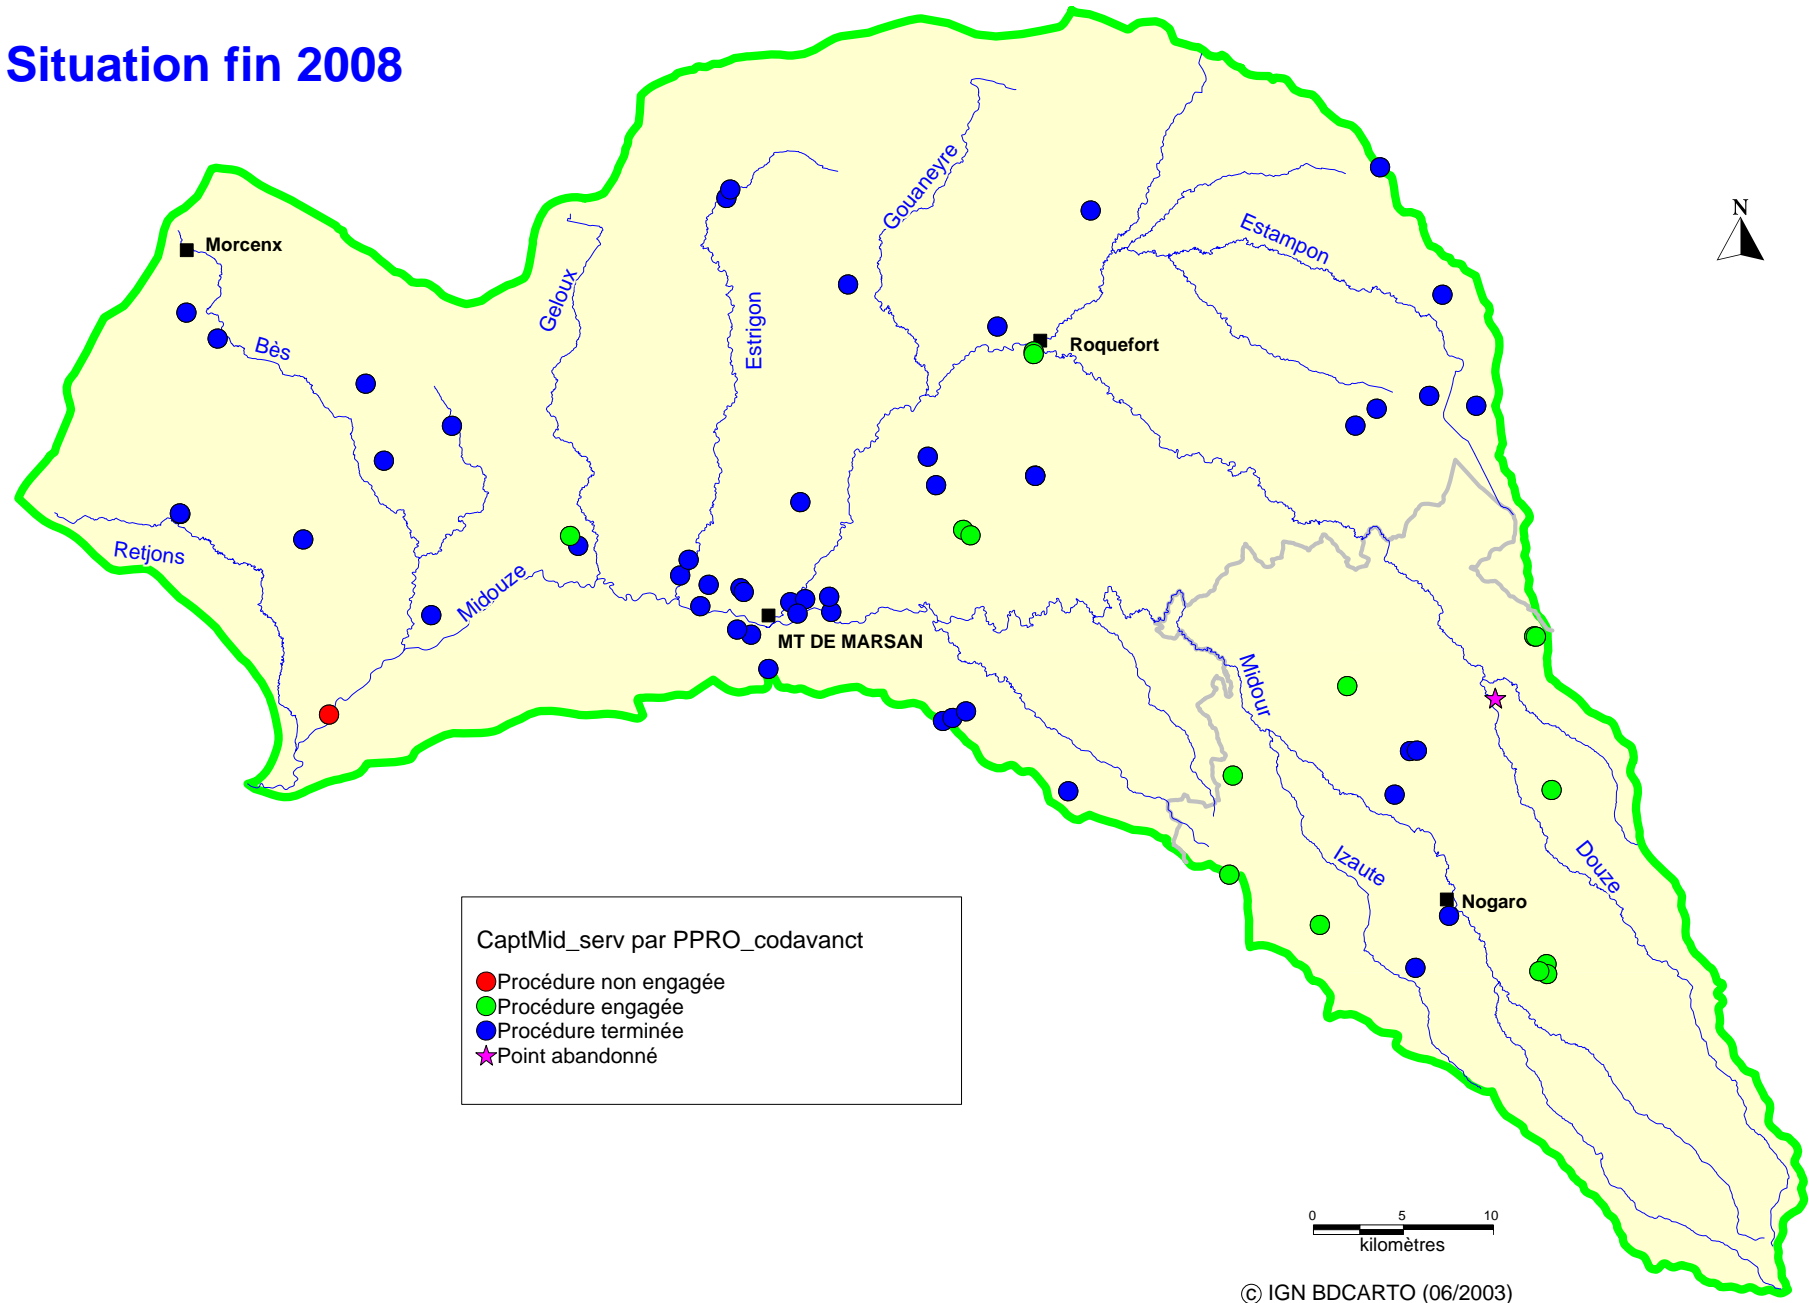 Situation fin 2008
N
Morcenx
Gouaneyre
Estampon
Geloux
Estrigon
Bès
Roquefort
Retjons
Midouze
MT DE MARSAN
Midour
Izaute
Douze
Nogaro
CaptMid_serv par PPRO_codavanct
Procédure non engagée
Procédure engagée
Procédure terminée
Point abandonné
0 5 10
kilomètres
© IGN BDCARTO (06/2003)